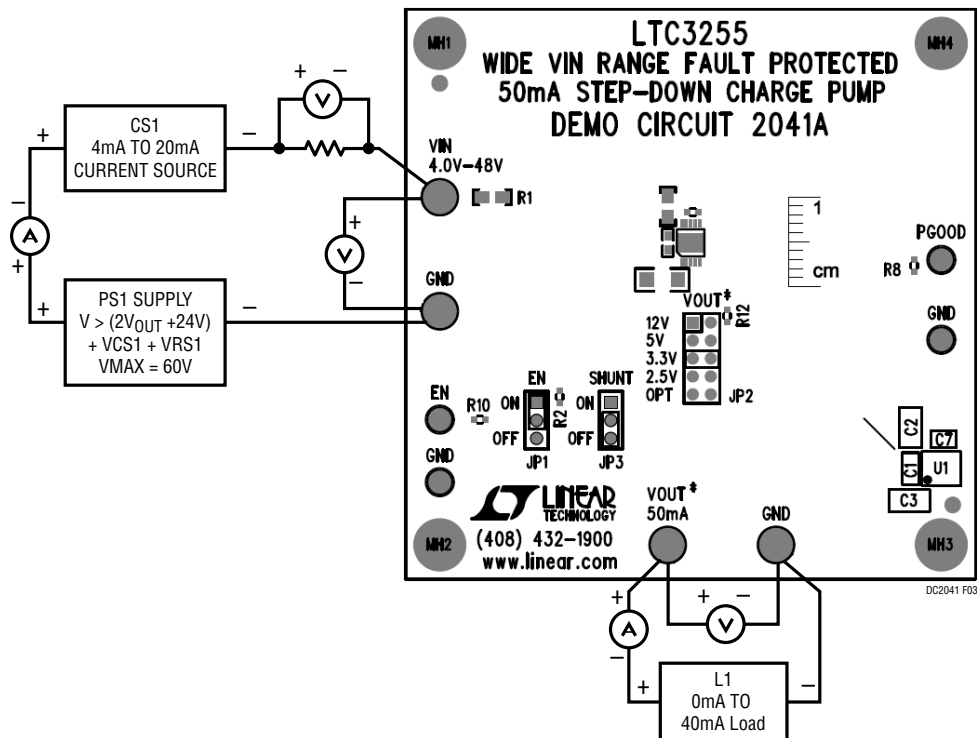 LTC3255
WIDE VIN RANGE FAULT PROTECTED
50mA STEP-DOWN CHARGE PUMP
DEMO CIRCUIT 2041A
MH1
MH4
+ –
V
+ CS1 –
4mA TO 20mA
CURRENT SOURCE
VIN
4.0V–48V
R1
–
A
+
+
V
–
GND
+ PS1 SUPPLY –
V > (2VOUT +24V)
+ VCS1 + VRS1
VMAX = 60V
1
cm
PGOOD
R8
GND
VOUT*
12V
5V
3.3V
2.5V
OPT
R12
JP2
EN
R10
GND
EN
ON
OFF
R2
JP1
SHUNT
ON
OFF
JP3
C2
C7
C1
U1
C3
LINEAR
TECHNOLOGY
(408) 432-1900
www.linear.com
VOUT*
50mA
GND
MH2
MH3
DC2041 F03
+
A
–
+ –
V
+ L1 –
0mA TO
40mA Load